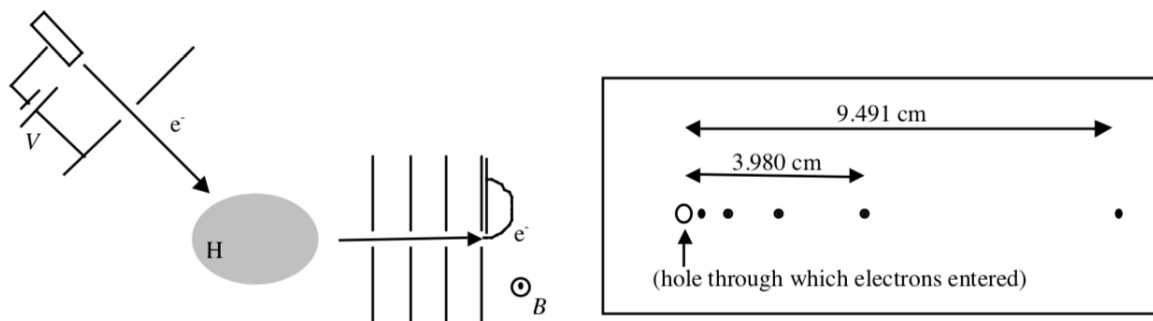 V
e⁻
H
e⁻
B
9.491 cm
3.980 cm
(hole through which electrons entered)